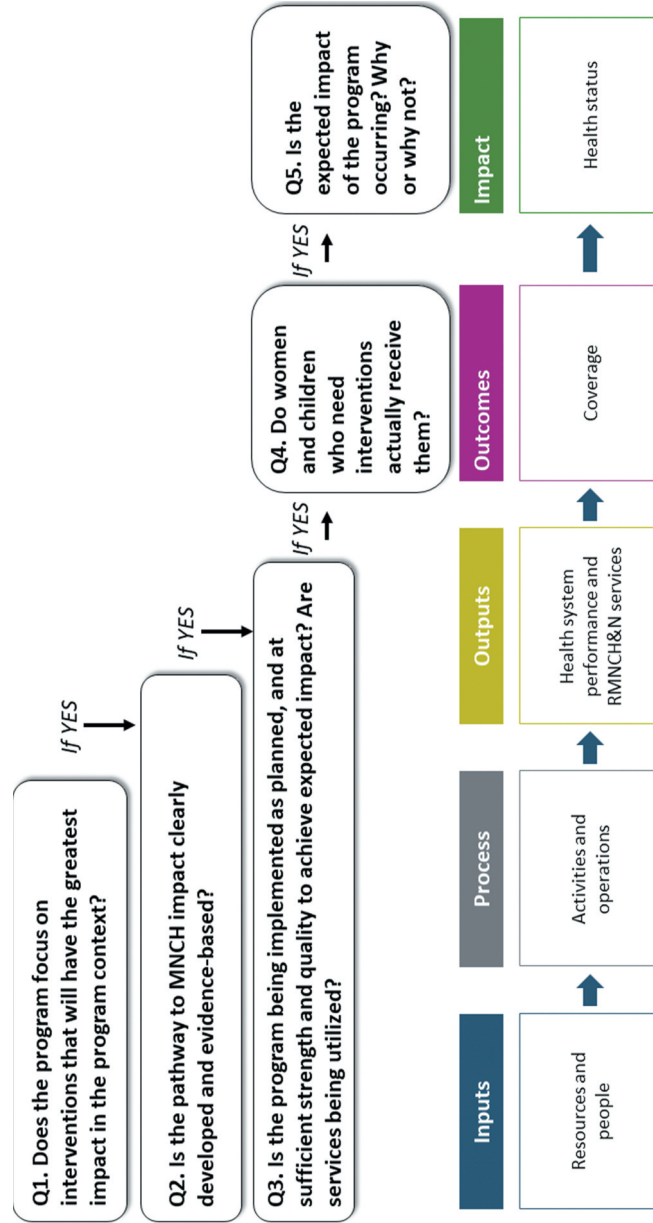 Q1. Does the program focus on
interventions that will have the greatest
impact in the program context?
If YES
Q2. Is the pathway to MNCH impact clearly
developed and evidence-based?
If YES
Q3. Is the program being implemented as planned, and at
sufficient strength and quality to achieve expected impact? Are
services being utilized?
If YES
Q4. Do women
and children
who need
interventions
actually receive
them?
If YES
Q5. Is the
expected impact
of the program
occurring? Why
or why not?
Inputs
Process
Outputs
Outcomes
Impact
Resources and
people
Activities and
operations
Health system
performance and
RMNCH&N services
Coverage
Health status